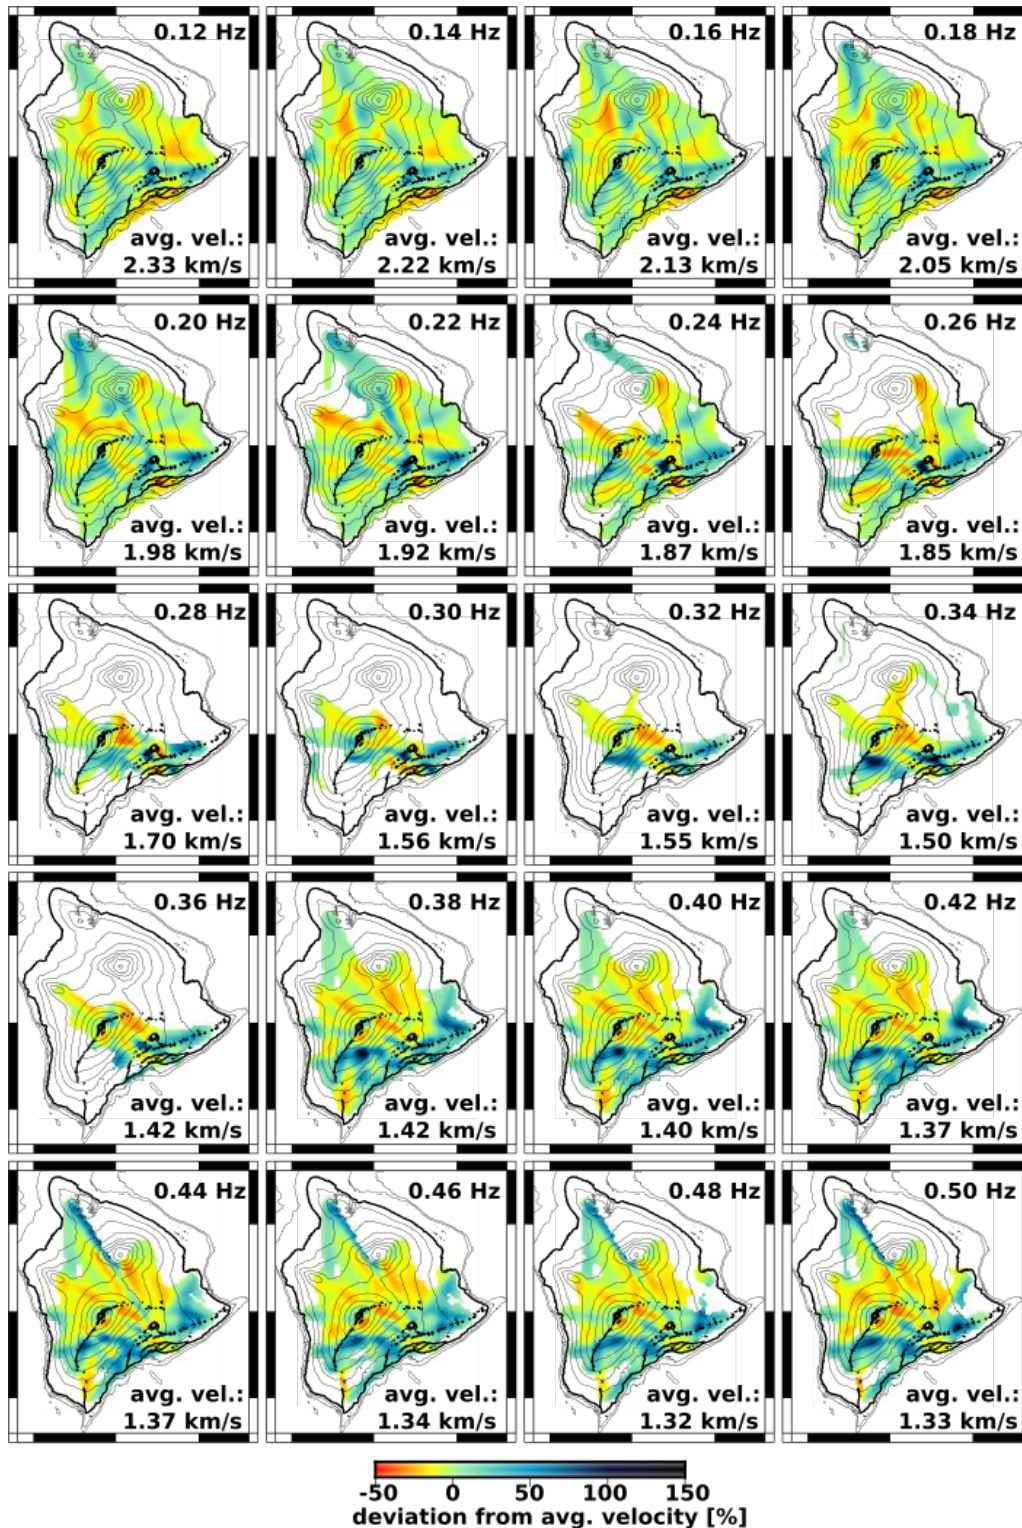 0.12 Hz
avg. vel.:
2.33 km/s
0.14 Hz
avg. vel.:
2.22 km/s
0.16 Hz
avg. vel.:
2.13 km/s
0.18 Hz
avg. vel.:
2.05 km/s
0.20 Hz
avg. vel.:
1.98 km/s
0.22 Hz
avg. vel.:
1.92 km/s
0.24 Hz
avg. vel.:
1.87 km/s
0.26 Hz
avg. vel.:
1.85 km/s
0.28 Hz
avg. vel.:
1.70 km/s
0.30 Hz
avg. vel.:
1.56 km/s
0.32 Hz
avg. vel.:
1.55 km/s
0.34 Hz
avg. vel.:
1.50 km/s
0.36 Hz
avg. vel.:
1.42 km/s
0.38 Hz
avg. vel.:
1.42 km/s
0.40 Hz
avg. vel.:
1.40 km/s
0.42 Hz
avg. vel.:
1.37 km/s
0.44 Hz
avg. vel.:
1.37 km/s
0.46 Hz
avg. vel.:
1.34 km/s
0.48 Hz
avg. vel.:
1.32 km/s
0.50 Hz
avg. vel.:
1.33 km/s
-50 0 50 100 150
deviation from avg. velocity [%]